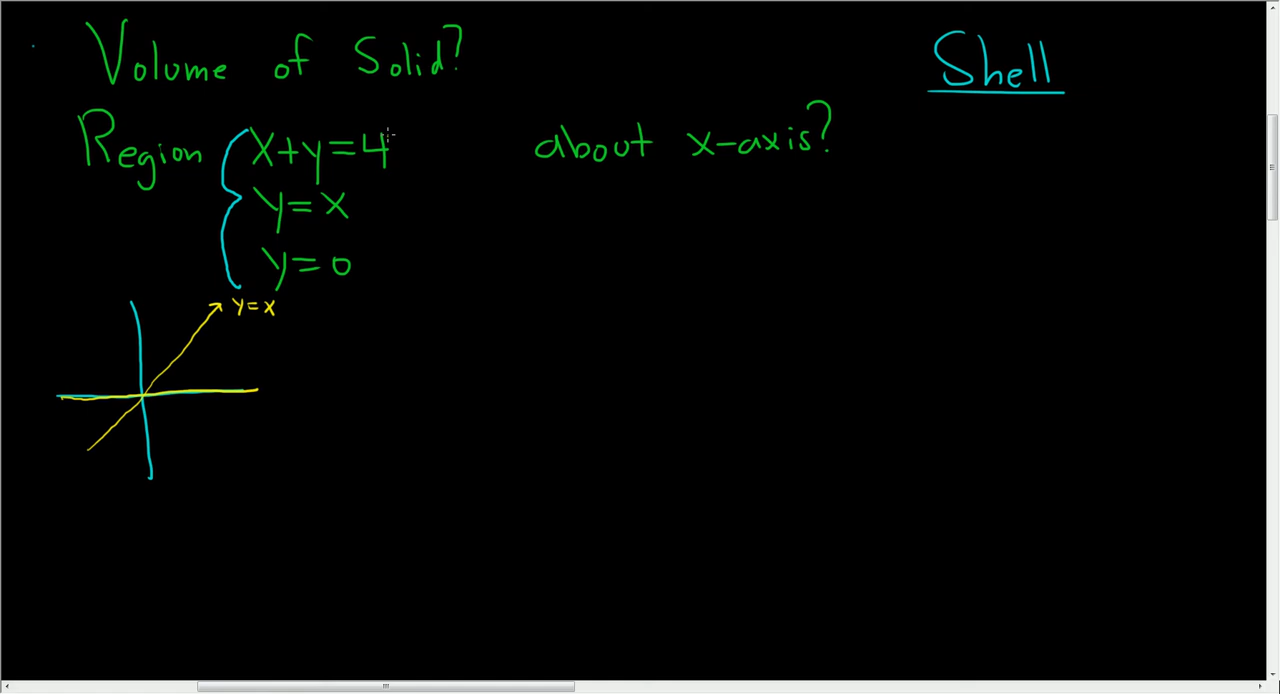 Volume of Solid?
Shell
Region x+y=4 about x-axis?
y=x
y=0
y=x